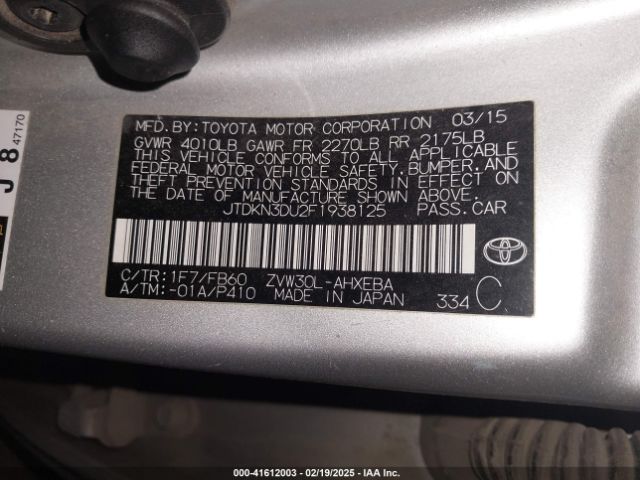 MFD. BY: TOYOTA MOTOR CORPORATION 03/15
GVWR 4010LB GAWR FR 2270LB RR 2175LB
THIS VEHICLE CONFORMS TO ALL APPLICABLE
FEDERAL MOTOR VEHICLE SAFETY, BUMPER, AND
THEFT PREVENTION STANDARDS IN EFFECT ON
THE DATE OF MANUFACTURE SHOWN ABOVE.
JTDKN3DU2F1938125 PASS. CAR
C/TR: 1F7/FB60 ZVW30L-AHXEBA
A/TM: -01A/P410 MADE IN JAPAN 334 C
J 8 47170
000-41612003 — 02/19/2025 — IAA Inc.